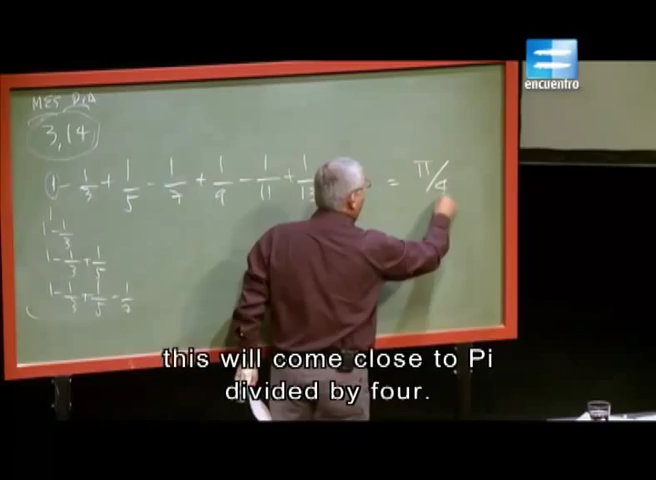 encuentro
MES DIA
3,14
1 - 1/3 + 1/5 - 1/7 + 1/9 - 1/11 + 1/13 = π/4
1
1 - 1/3
1 - 1/3 + 1/5
1 - 1/3 + 1/5 - 1/7
this will come close to Pi
divided by four.